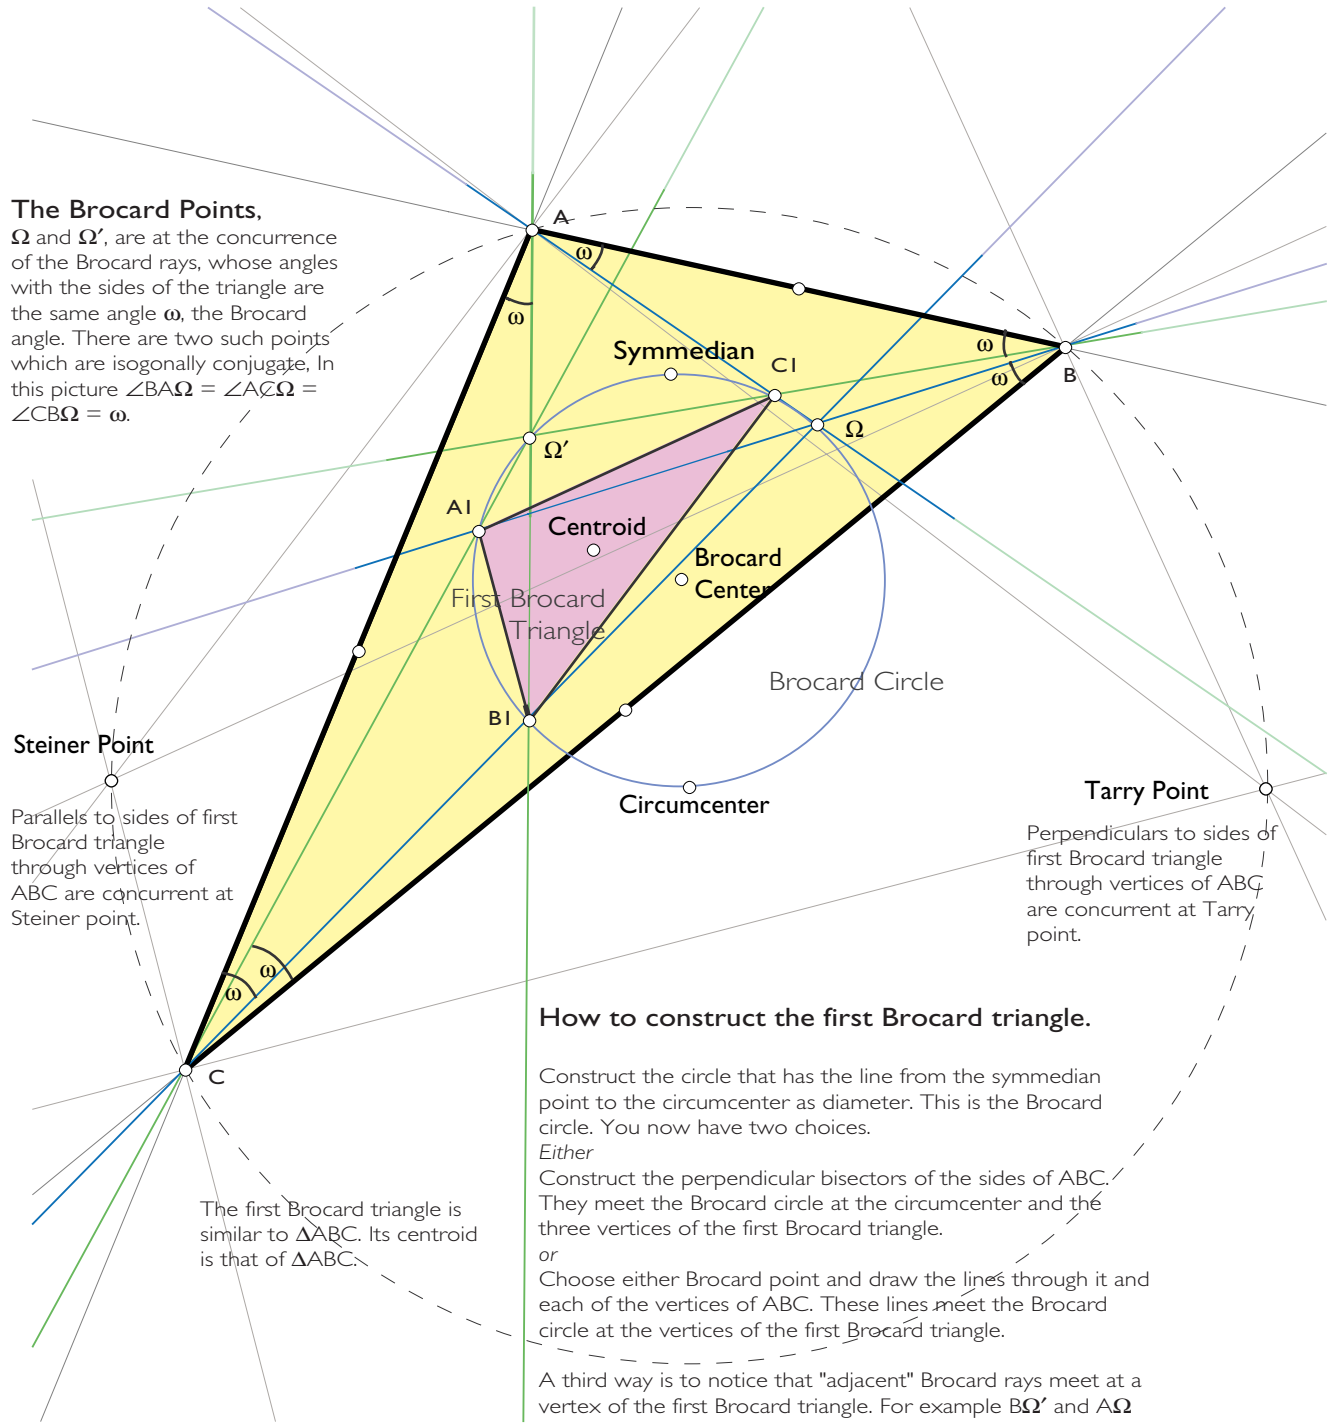 The Brocard Points,
Ω and Ω′, are at the concurrence
of the Brocard rays, whose angles
with the sides of the triangle are
the same angle ω, the Brocard
angle. There are two such points
which are isogonally conjugate, In
this picture ∠BAΩ = ∠ACΩ =
∠CBΩ = ω.
A
ω
ω
ω
B
ω
Symmedian
C1
Ω
Ω′
A1
Centroid
Brocard
Center
First Brocard
Triangle
Brocard Circle
B1
Steiner Point
Parallels to sides of first
Brocard triangle
through vertices of
ABC are concurrent at
Steiner point.
Circumcenter
Tarry Point
Perpendiculars to sides of
first Brocard triangle
through vertices of ABC
are concurrent at Tarry
point.
ω
ω
C
The first Brocard triangle is
similar to ΔABC. Its centroid
is that of ΔABC.
How to construct the first Brocard triangle.
Construct the circle that has the line from the symmedian
point to the circumcenter as diameter. This is the Brocard
circle. You now have two choices.
Either
Construct the perpendicular bisectors of the sides of ABC.
They meet the Brocard circle at the circumcenter and the
three vertices of the first Brocard triangle.
or
Choose either Brocard point and draw the lines through it and
each of the vertices of ABC. These lines meet the Brocard
circle at the vertices of the first Brocard triangle.
A third way is to notice that "adjacent" Brocard rays meet at a
vertex of the first Brocard triangle. For example BΩ′ and AΩ